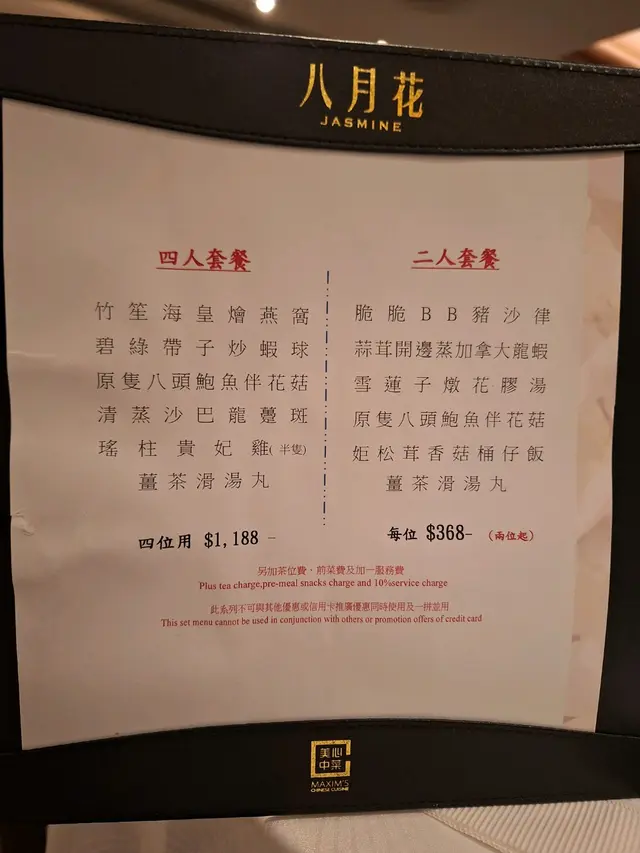 八月花
JASMINE
四人套餐
竹笙海皇燴燕窩
碧綠帶子炒蝦球
原隻八頭鮑魚伴花菇
清蒸沙巴龍躉斑
瑤柱貴妃雞(半隻)
薑茶滑湯丸
四位用 $1,188 –
二人套餐
脆脆BB豬沙律
蒜茸開邊蒸加拿大龍蝦
雪蓮子燉花膠湯
原隻八頭鮑魚伴花菇
姬松茸香菇桶仔飯
薑茶滑湯丸
每位 $368– (兩位起)
另加茶位費，前菜費及加一服務費
Plus tea charge,pre-meal snacks charge and 10%service charge
此系列不可與其他優惠或信用卡推廣優惠同時使用及一拼並用
This set menu cannot be used in conjunction with others or promotion offers of credit card
美心
中菜
MAXIM'S
CHINESE CUISINE